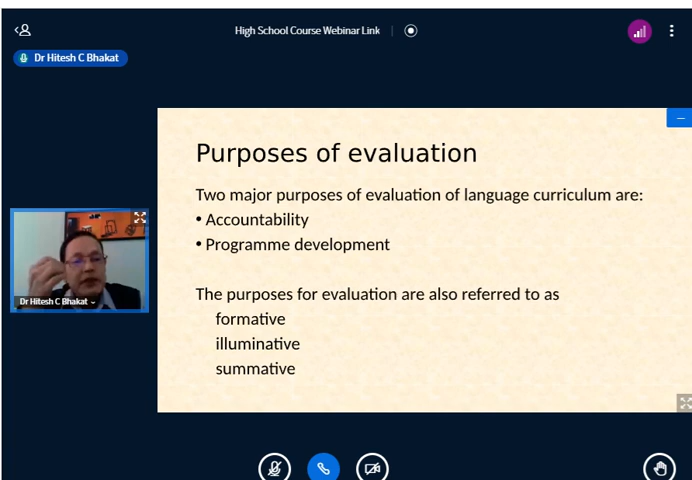 High School Course Webinar Link
Dr Hitesh C Bhakat
Purposes of evaluation
Two major purposes of evaluation of language curriculum are:
• Accountability
• Programme development
The purposes for evaluation are also referred to as
formative
illuminative
summative
Dr Hitesh C Bhakat